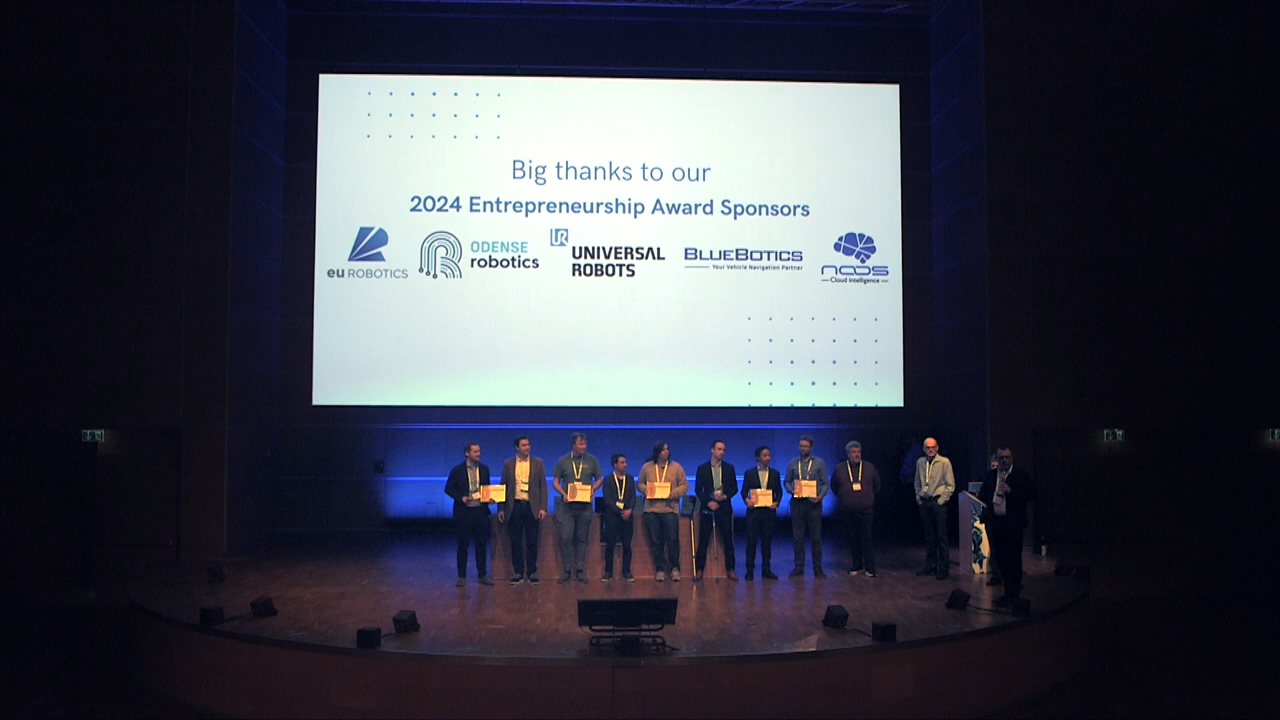 Big thanks to our
2024 Entrepreneurship Award Sponsors
eu ROBOTICS
ODENSE
robotics
UR
UNIVERSAL
ROBOTS
BLUEBOTICS
Your Vehicle Navigation Partner
NOOS
Cloud intelligence